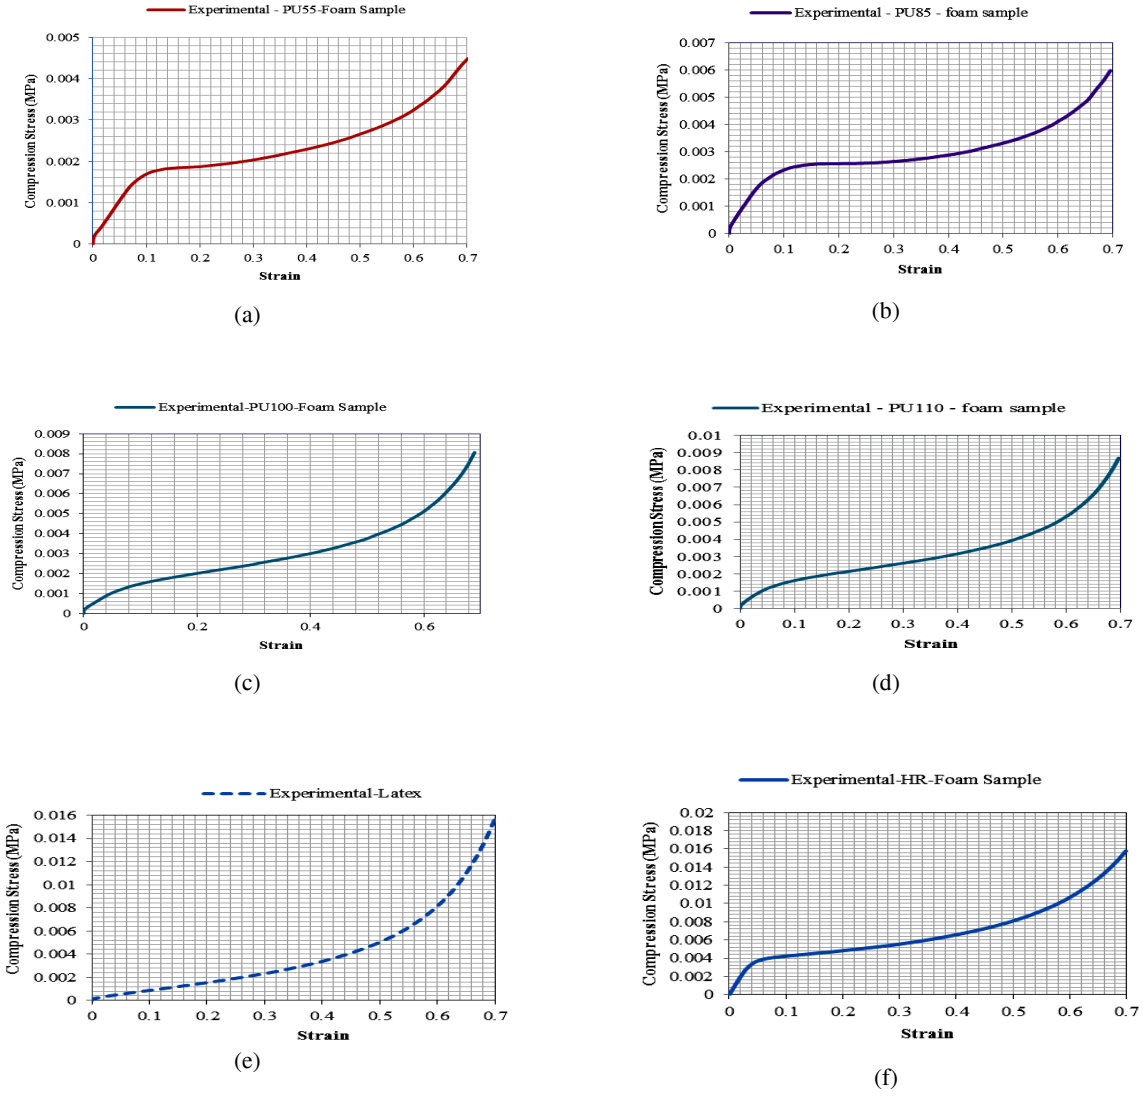 Experimental - PU55-Foam Sample
Compression Stress (MPa)
0.005
0.004
0.003
0.002
0.001
0
0 0.1 0.2 0.3 0.4 0.5 0.6 0.7
Strain
(a)
Experimental - PU85 - foam sample
Compression Stress (MPa)
0.007
0.006
0.005
0.004
0.003
0.002
0.001
0
0 0.1 0.2 0.3 0.4 0.5 0.6 0.7
Strain
(b)
Experimental-PU100-Foam Sample
Compression Stress (MPa)
0.009
0.008
0.007
0.006
0.005
0.004
0.003
0.002
0.001
0
0 0.2 0.4 0.6
Strain
(c)
Experimental - PU110 - foam sample
Compression Stress (MPa)
0.01
0.009
0.008
0.007
0.006
0.005
0.004
0.003
0.002
0.001
0
0 0.1 0.2 0.3 0.4 0.5 0.6 0.7
Strain
(d)
Experimental-Latex
Compression Stress (MPa)
0.016
0.014
0.012
0.01
0.008
0.006
0.004
0.002
0
0 0.1 0.2 0.3 0.4 0.5 0.6 0.7
Strain
(e)
Experimental-HR-Foam Sample
Compression Stress (MPa)
0.02
0.018
0.016
0.014
0.012
0.01
0.008
0.006
0.004
0.002
0
0 0.1 0.2 0.3 0.4 0.5 0.6 0.7
Strain
(f)